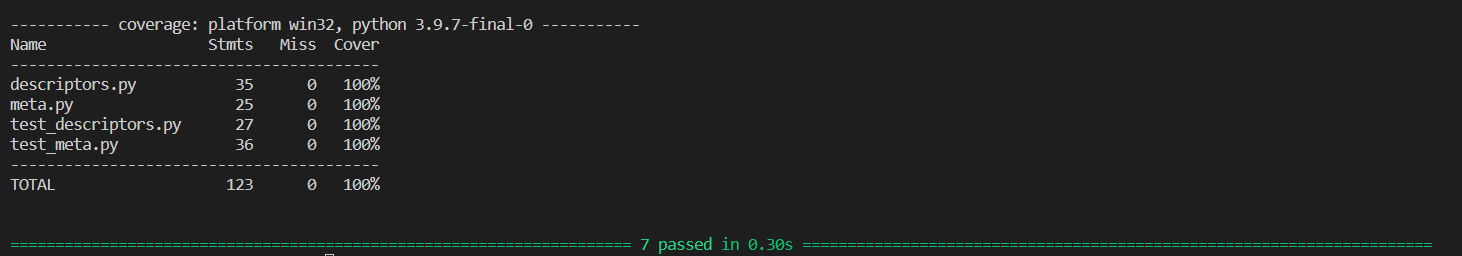 ----------- coverage: platform win32, python 3.9.7-final-0 -----------
Name                  Stmts   Miss  Cover
-----------------------------------------
descriptors.py           35      0   100%
meta.py                  25      0   100%
test_descriptors.py      27      0   100%
test_meta.py             36      0   100%
-----------------------------------------
TOTAL                   123      0   100%
====================================================================== 7 passed in 0.30s ======================================================================